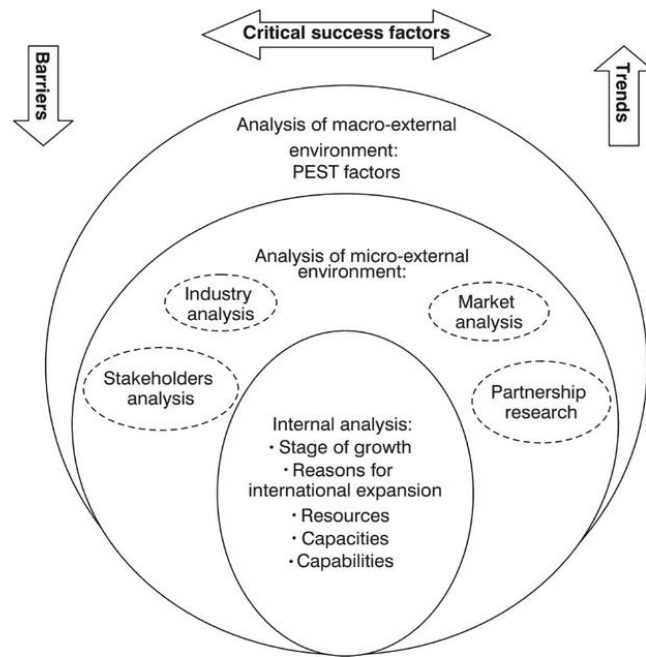 Critical success factors
Barriers
Trends
Analysis of macro-external
environment:
PEST factors
Analysis of micro-external
environment:
Industry
analysis
Market
analysis
Stakeholders
analysis
Partnership
research
Internal analysis:
· Stage of growth
· Reasons for
international expansion
· Resources
· Capacities
· Capabilities